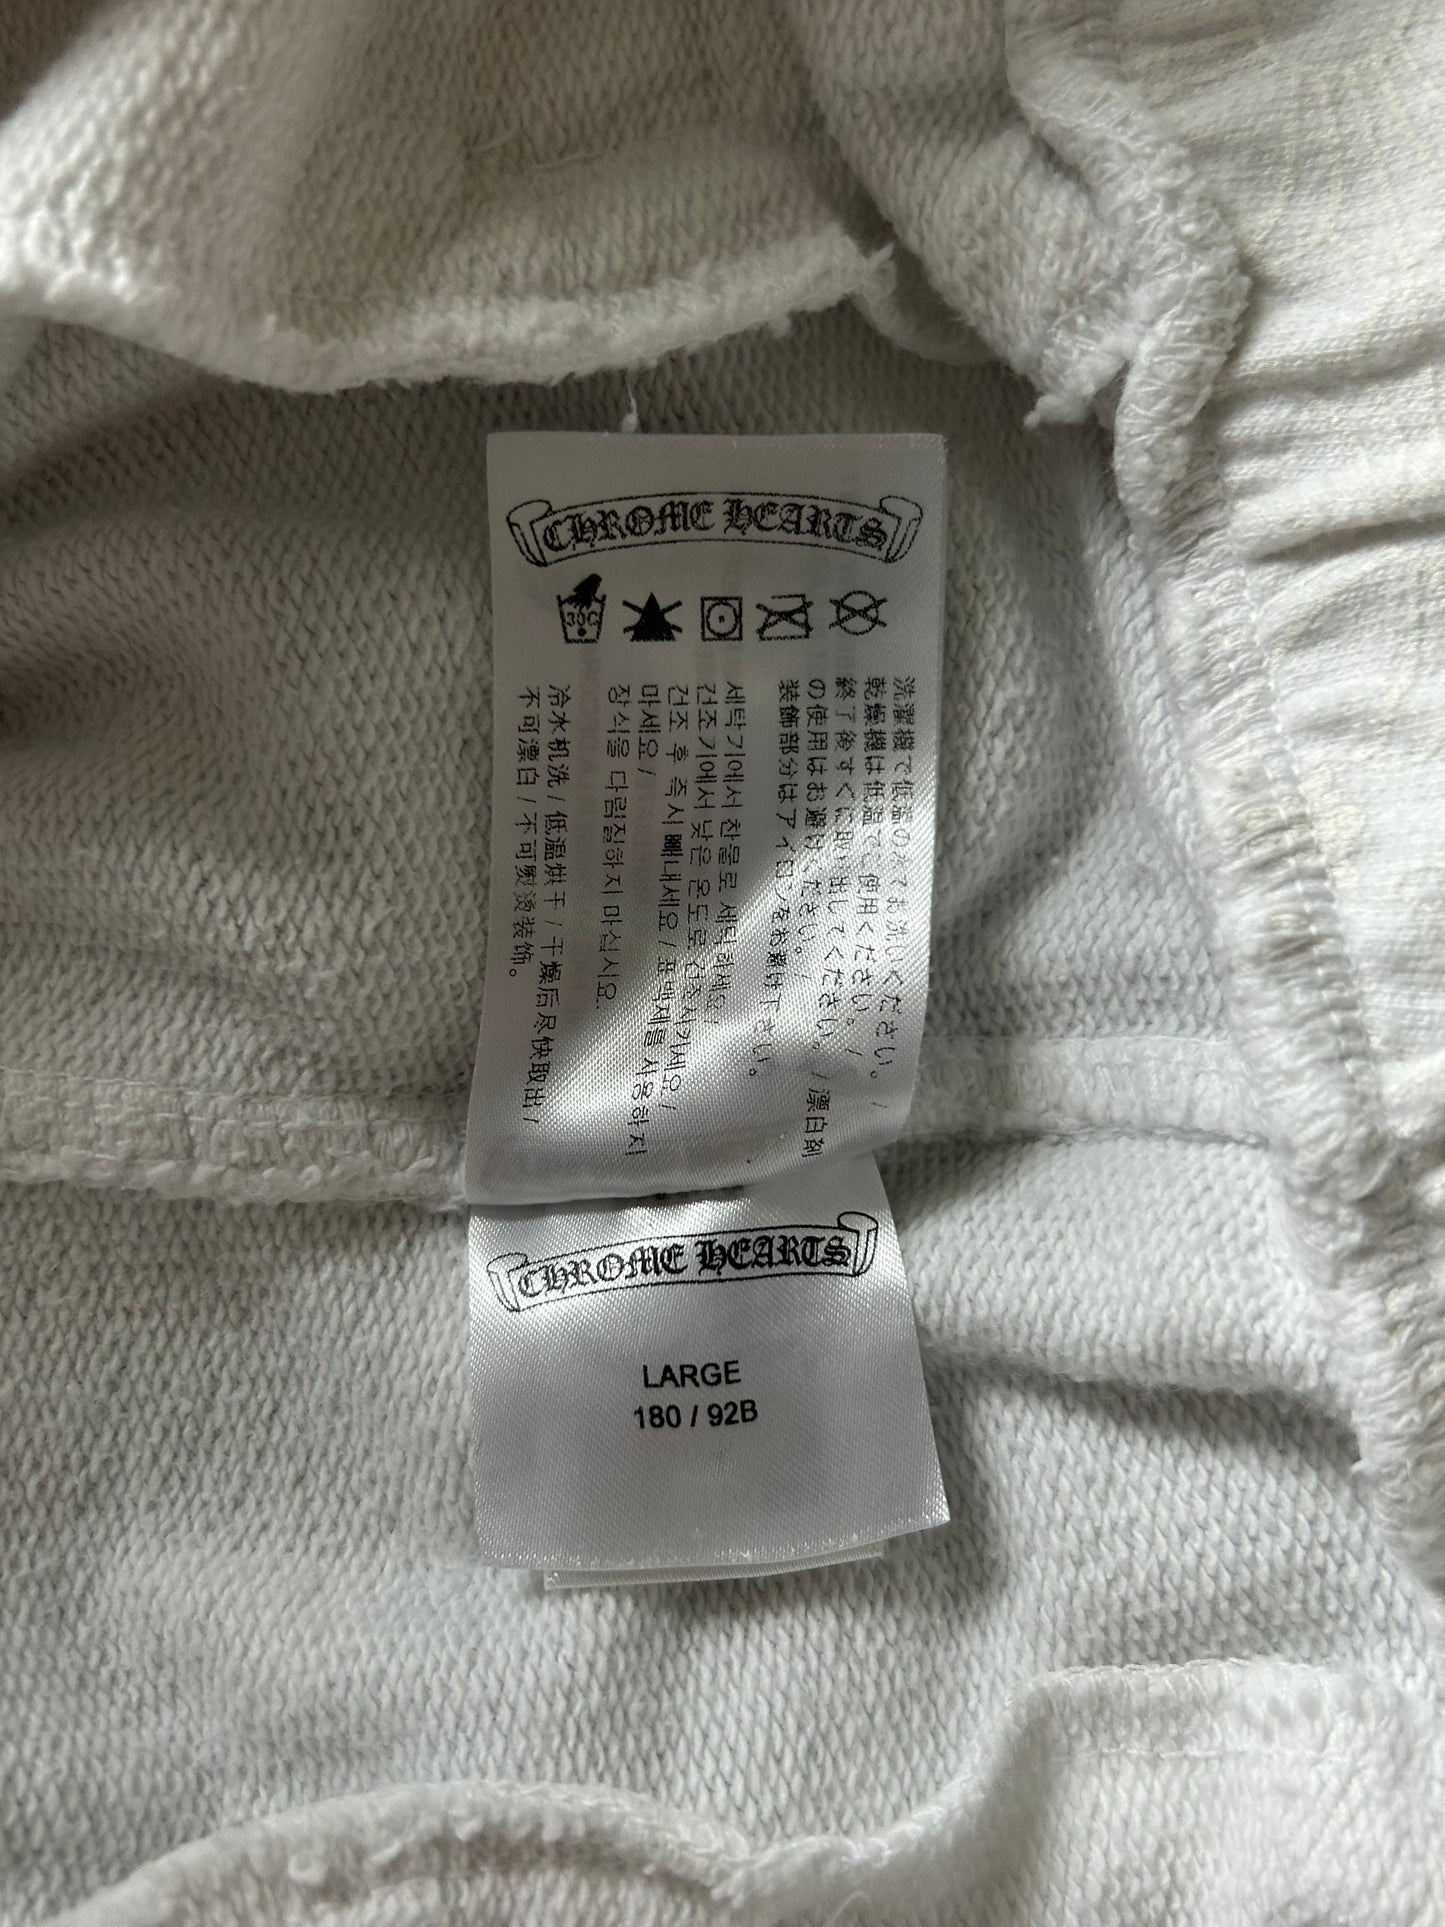 CHROME HEARTS
30C
洗濯機で低温の水でお洗いください。 /
乾燥機は低温でご使用ください。 /
終了後すぐに取り出してください。 / 漂白剤
の使用はお避けください。 /
装飾部分はアイロンをお避け下さい。
세탁기에서 찬물로 세탁하세요 /
건조기에서 낮은 온도로 건조시키세요 /
건조 후 즉시 빼내세요 / 표백제를 사용하지
마세요 /
장식을 다림질하지 마십시요.
冷水机洗 / 低温烘干 / 干燥后尽快取出 /
不可漂白 / 不可熨烫装饰。
CHROME HEARTS
LARGE
180 / 92B